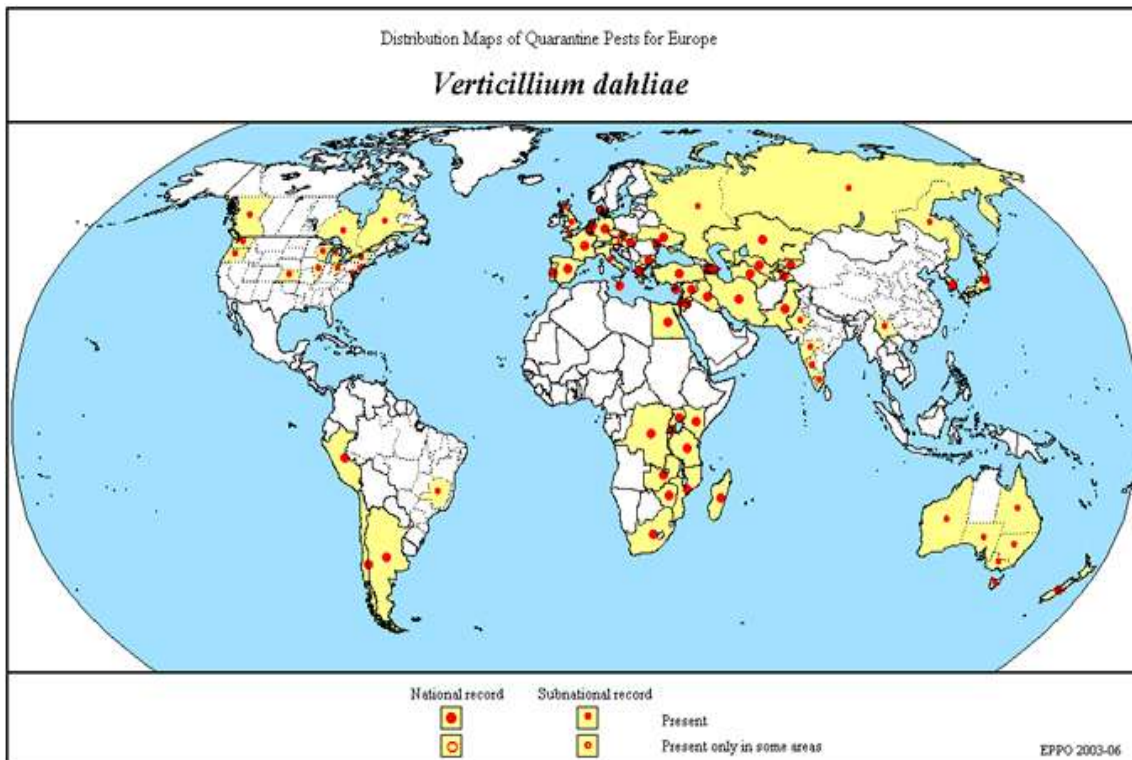 Distribution Maps of Quarantine Pests for Europe
Verticillium dahliae
National record Subnational record
Present
Present only in some areas
EPPO 2003-06